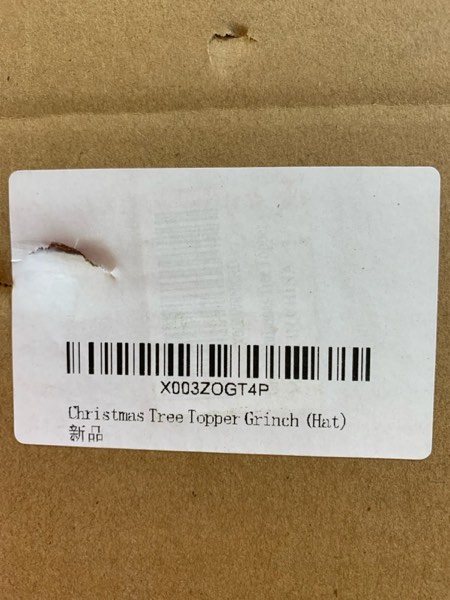 X003ZOGT4P
Christmas Tree Topper Grinch (Hat)
新品